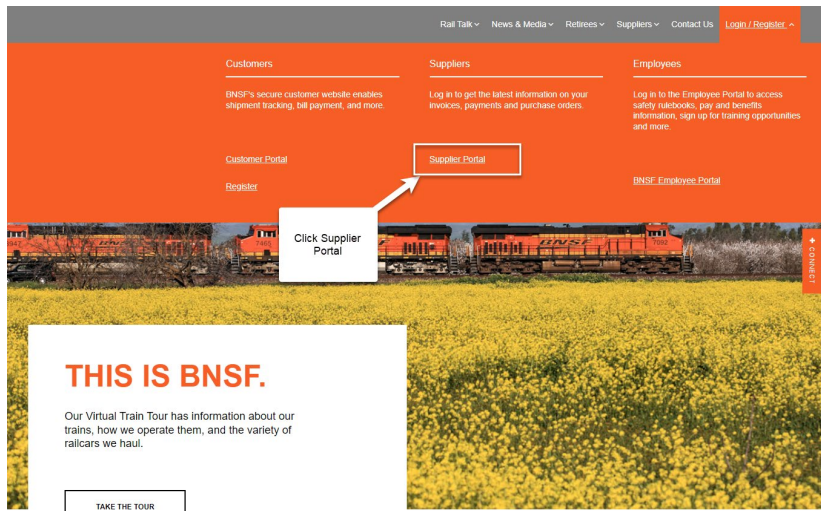 Rail Talk News & Media Retirees Suppliers Contact Us Login / Register
Customers
BNSF's secure customer website enables
shipment tracking, bill payment, and more.
Customer Portal
Register
Suppliers
Log in to get the latest information on your
invoices, payments and purchase orders.
Supplier Portal
Employees
Log in to the Employee Portal to access
safety rulebooks, pay and benefits
information, sign up for training opportunities
and more.
BNSF Employee Portal
Click Supplier
Portal
7465
BNSF
7392
+ CONNECT
THIS IS BNSF.
Our Virtual Train Tour has information about our
trains, how we operate them, and the variety of
railcars we haul.
TAKE THE TOUR